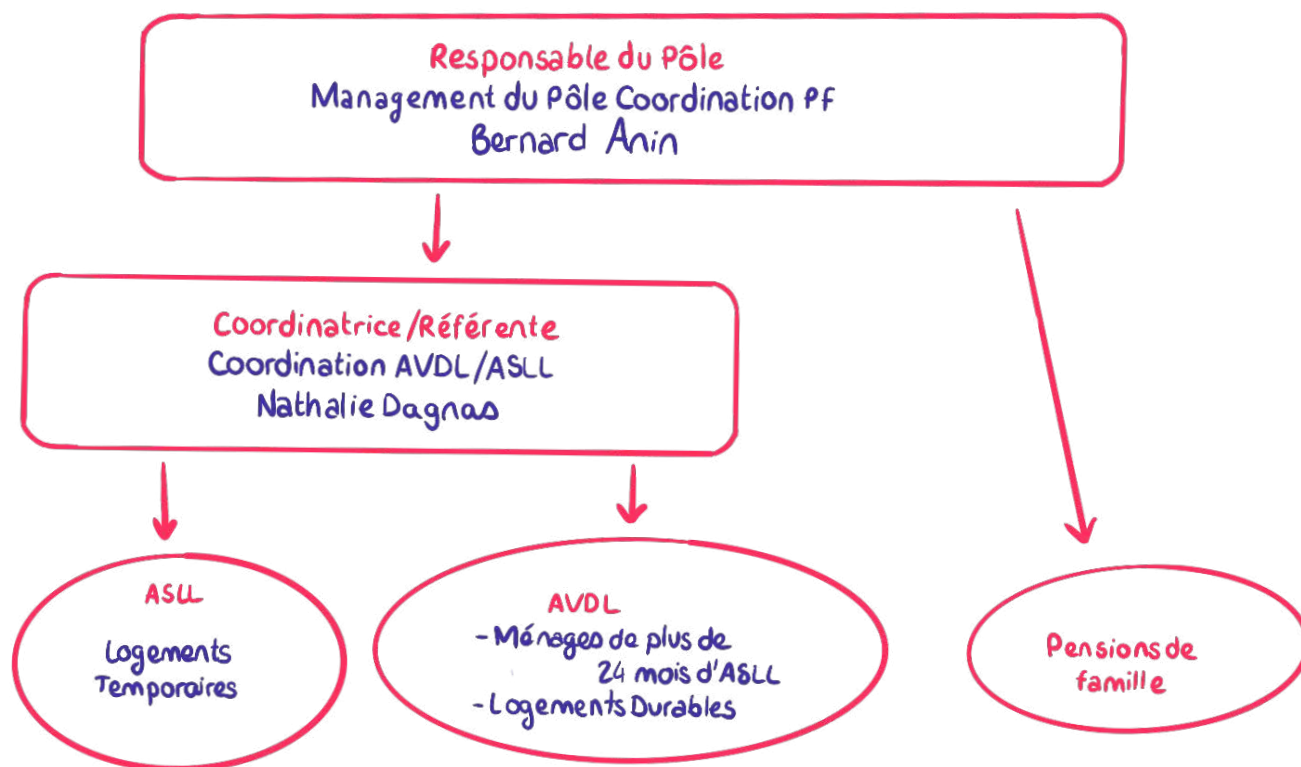 Responsable du Pôle
Management du Pôle Coordination Pf
Bernard Anin
Coordinatrice/Référente
Coordination AVDL/ASLL
Nathalie Dagnas
ASLL
Logements
Temporaires
AVDL
- Ménages de plus de
24 mois d'ASLL
- Logements Durables
Pensions de
famille